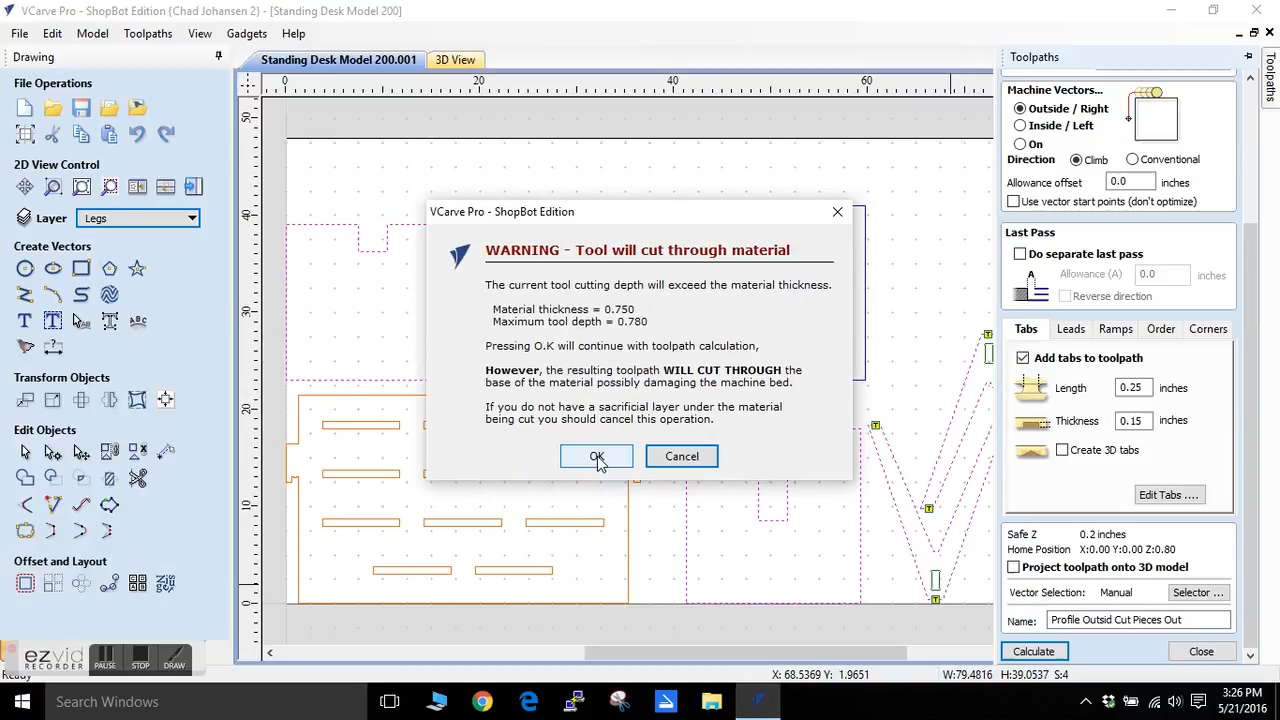 VCarve Pro - ShopBot Edition {Chad Johansen 2} - [Standing Desk Model 200]
File Edit Model Toolpaths View Gadgets Help
Drawing
File Operations
2D View Control
Layer Legs
Create Vectors
Transform Objects
Edit Objects
Offset and Layout
ezvid
RECORDER
PAUSE
STOP
DRAW
Ready
Standing Desk Model 200.001
3D View
0 20 40 60
50
40
30
20
10
0
VCarve Pro - ShopBot Edition
WARNING - Tool will cut through material
The current tool cutting depth will exceed the material thickness.
Material thickness = 0.750
Maximum tool depth = 0.780
Pressing O.K will continue with toolpath calculation,
However, the resulting toolpath WILL CUT THROUGH the
base of the material possibly damaging the machine bed.
If you do not have a sacrificial layer under the material
being cut you should cancel this operation.
OK
Cancel
T
T
T
T
X: 68.5369 Y: 1.9651
W:79.4816 H:39.0537 S:4
Toolpaths
Toolpaths
Machine Vectors...
Outside / Right
Inside / Left
On
Direction Climb Conventional
Allowance offset 0.0 inches
Use vector start points (don't optimize)
Last Pass
Do separate last pass
A
Allowance (A) 0.0 inches
Reverse direction
Tabs Leads Ramps Order Corners
Add tabs to toolpath
Length 0.25 inches
Thickness 0.15 inches
Create 3D tabs
Edit Tabs ....
Safe Z 0.2 inches
Home Position X:0.00 Y:0.00 Z:0.80
Project toolpath onto 3D model
Vector Selection: Manual Selector ...
Name: Profile Outsid Cut Pieces Out
Calculate Close
Search Windows
3:26 PM
5/21/2016